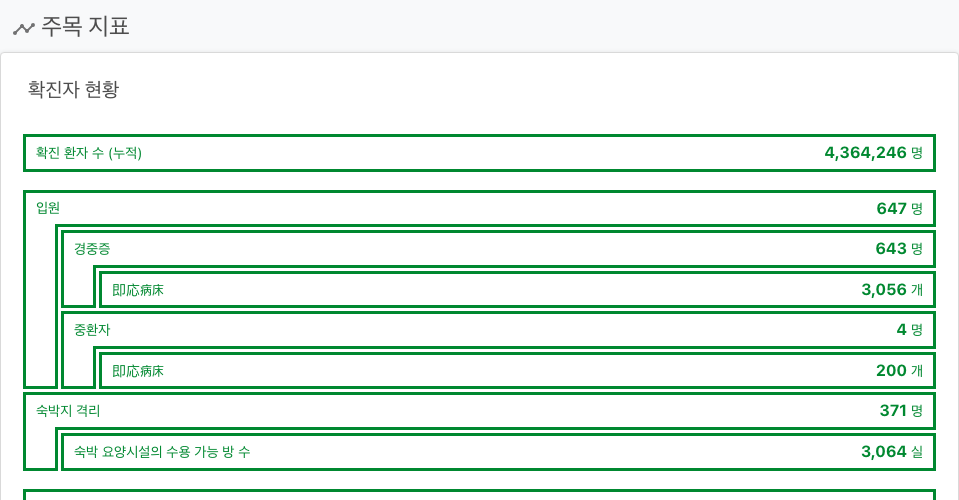 주목 지표
확진자 현황
확진 환자 수 (누적) 4,364,246 명
입원 647 명
경중증 643 명
即応病床 3,056 개
중환자 4 명
即応病床 200 개
숙박지 격리 371 명
숙박 요양시설의 수용 가능 방 수 3,064 실